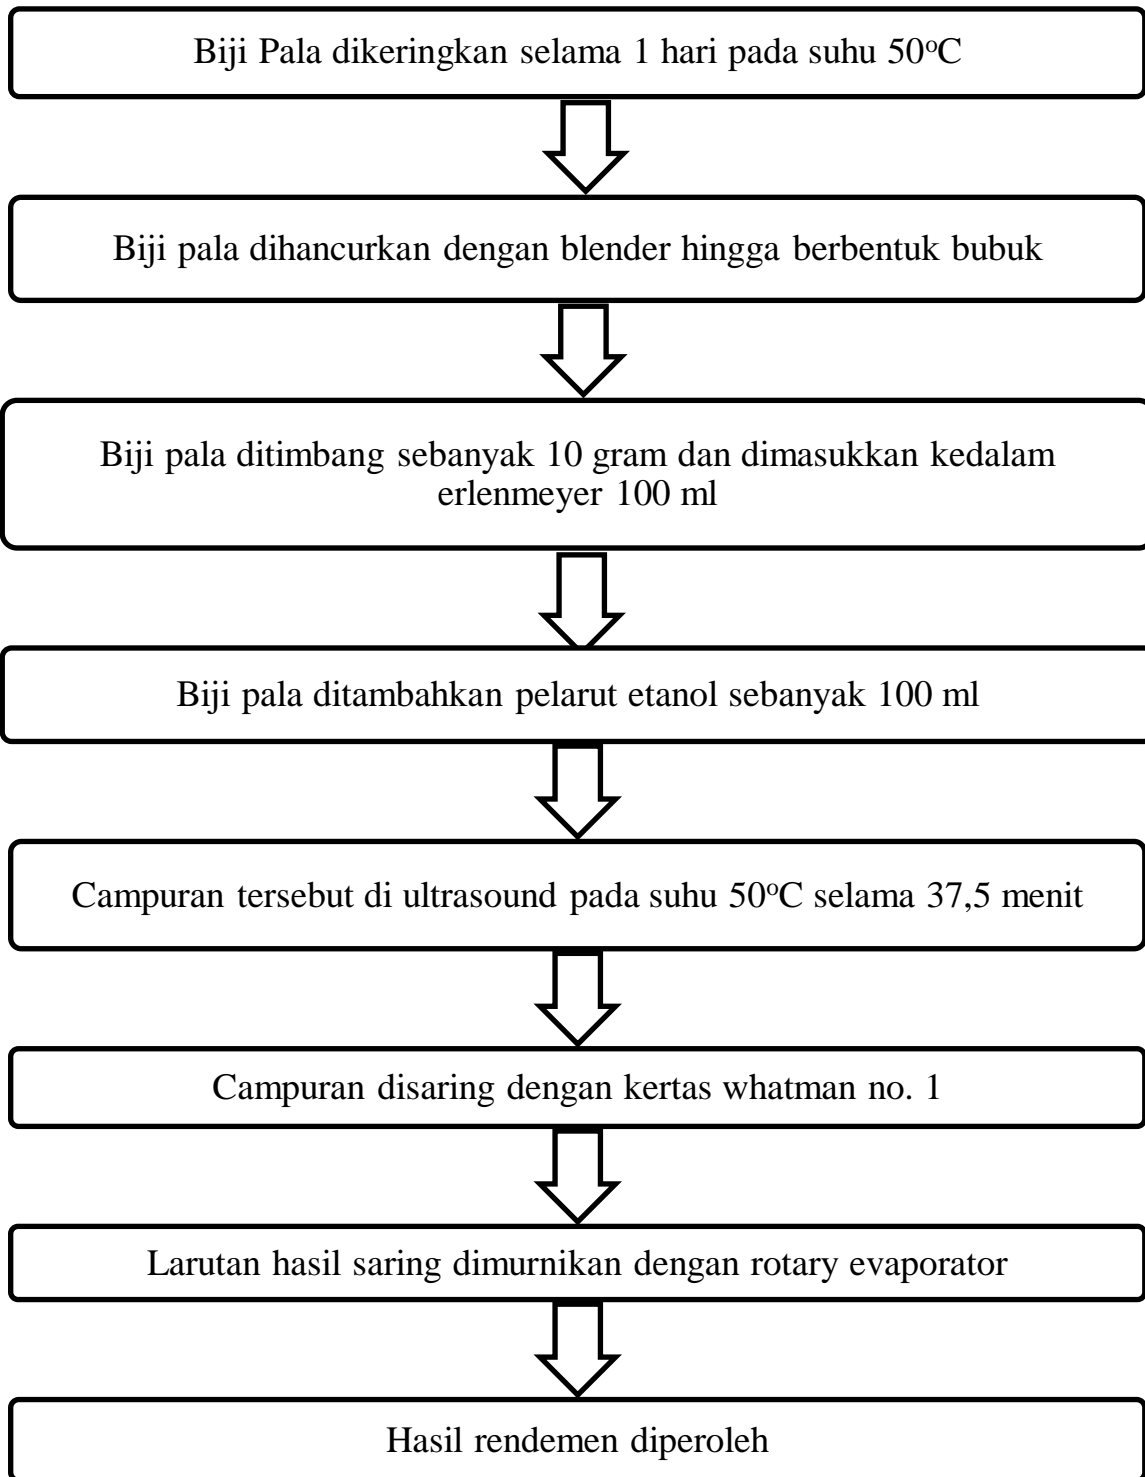 Biji Pala dikeringkan selama 1 hari pada suhu 50°C
Biji pala dihancurkan dengan blender hingga berbentuk bubuk
Biji pala ditimbang sebanyak 10 gram dan dimasukkan kedalam
erlenmeyer 100 ml
Biji pala ditambahkan pelarut etanol sebanyak 100 ml
Campuran tersebut di ultrasound pada suhu 50°C selama 37,5 menit
Campuran disaring dengan kertas whatman no. 1
Larutan hasil saring dimurnikan dengan rotary evaporator
Hasil rendemen diperoleh